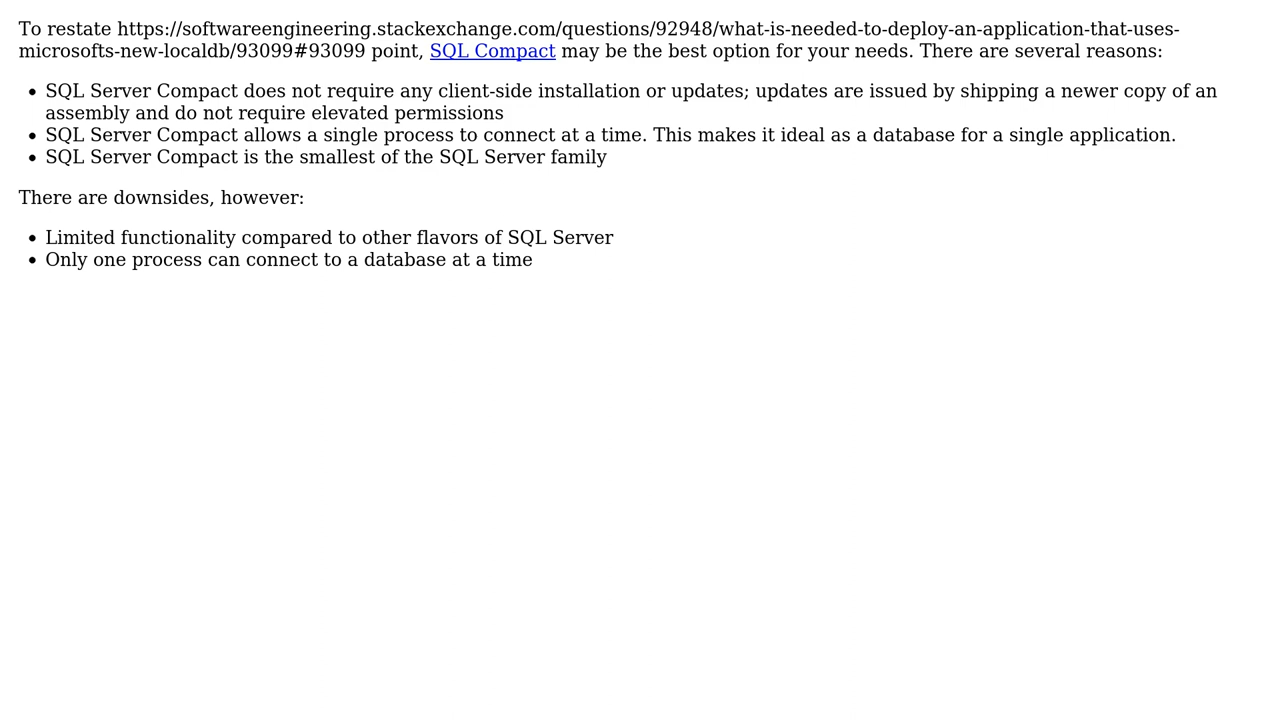 To restate https://softwareengineering.stackexchange.com/questions/92948/what-is-needed-to-deploy-an-application-that-uses-
microsofts-new-localdb/93099#93099 point, SQL Compact may be the best option for your needs. There are several reasons:
• SQL Server Compact does not require any client-side installation or updates; updates are issued by shipping a newer copy of an
assembly and do not require elevated permissions
• SQL Server Compact allows a single process to connect at a time. This makes it ideal as a database for a single application.
• SQL Server Compact is the smallest of the SQL Server family
There are downsides, however:
• Limited functionality compared to other flavors of SQL Server
• Only one process can connect to a database at a time